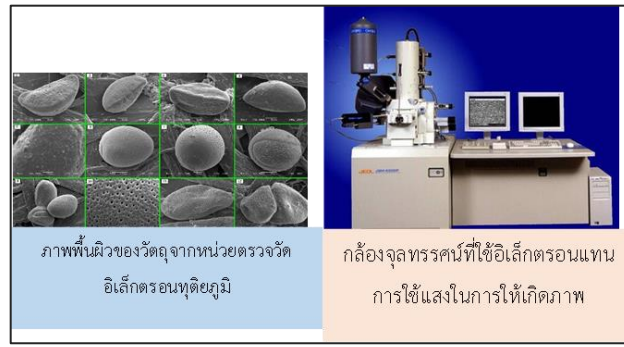 ภาพพื้นผิวของวัตถุจากหน่วยตรวจวัด
อิเล็กตรอนทุติยภูมิ
กล้องจุลทรรศน์ที่ใช้อิเล็กตรอนแทน
การใช้แสงในการให้เกิดภาพ
JEOL